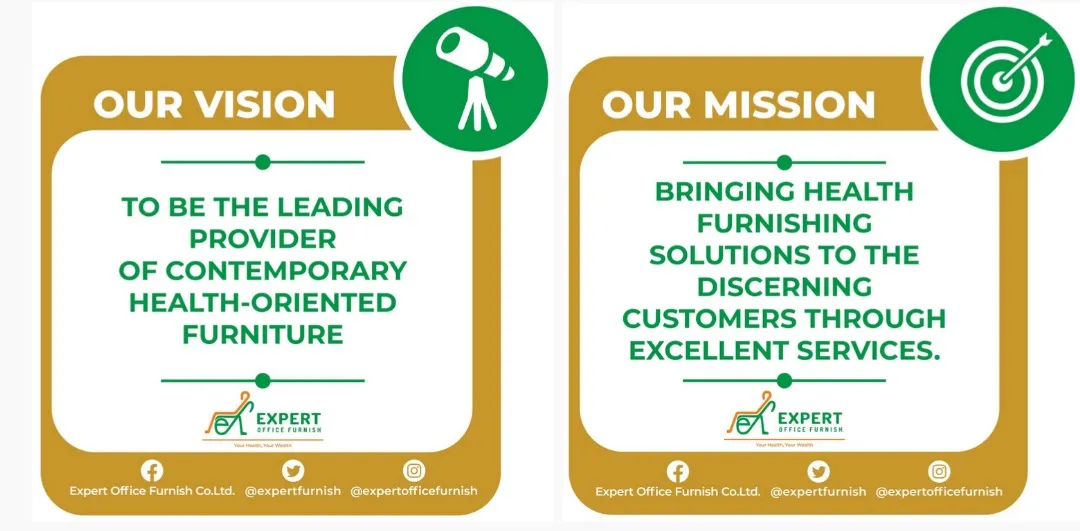 OUR VISION
TO BE THE LEADING
PROVIDER
OF CONTEMPORARY
HEALTH-ORIENTED
FURNITURE
EXPERT
OFFICE FURNISH
Your Health, Your Wealth
Expert Office Furnish Co.Ltd. @expertfurnish @expertofficefurnish
OUR MISSION
BRINGING HEALTH
FURNISHING
SOLUTIONS TO THE
DISCERNING
CUSTOMERS THROUGH
EXCELLENT SERVICES.
EXPERT
OFFICE FURNISH
Your Health, Your Wealth
Expert Office Furnish Co.Ltd. @expertfurnish @expertofficefurnish